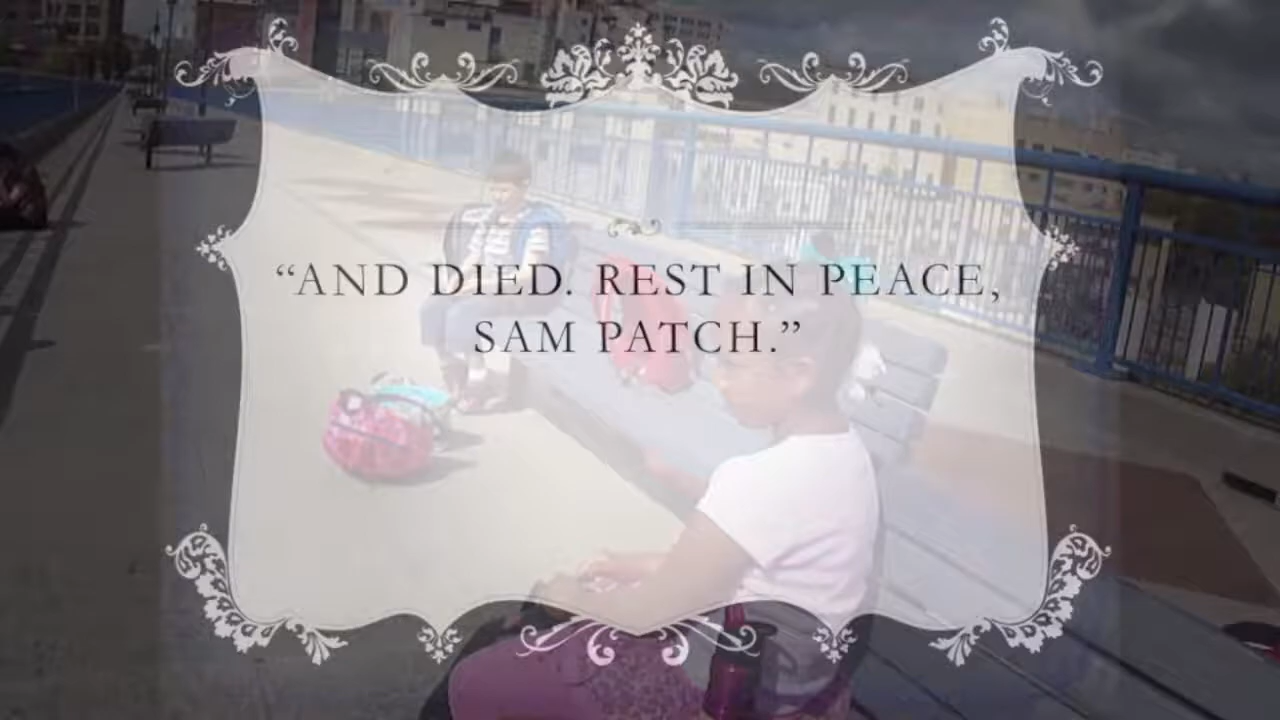 “AND DIED. REST IN PEACE,
SAM PATCH.”